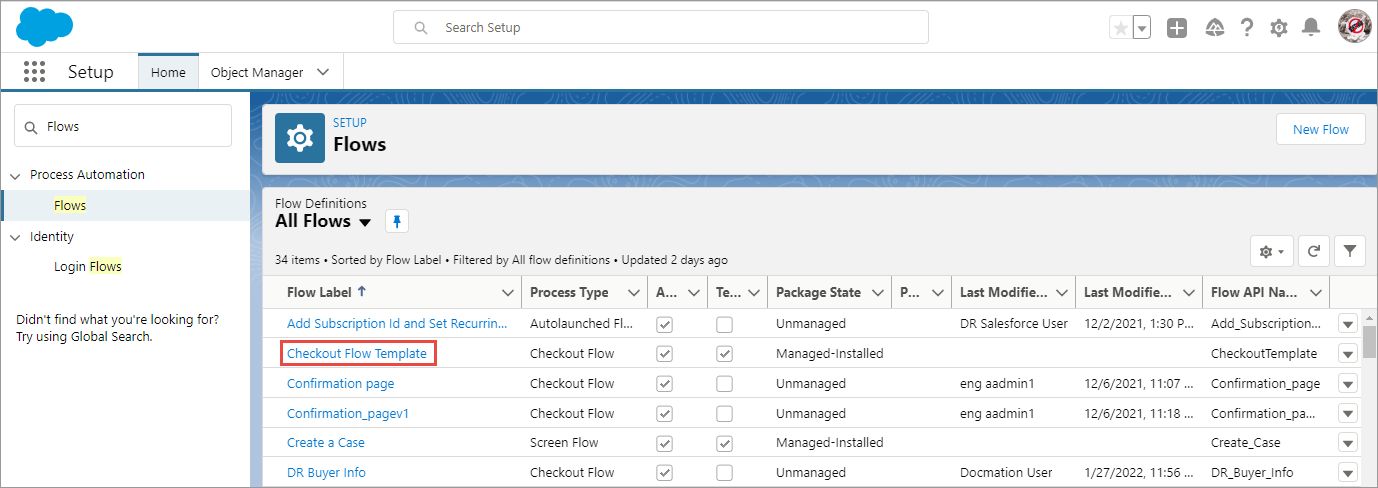 Search Setup
Setup
Home
Object Manager
Flows
Process Automation
Flows
Identity
Login Flows
Didn't find what you're looking for?
Try using Global Search.
SETUP
Flows
New Flow
Flow Definitions
All Flows
34 items • Sorted by Flow Label • Filtered by All flow definitions • Updated 2 days ago
Flow Label Process Type A... Te... Package State P... Last Modifie... Last Modified... Flow API Na...
Add Subscription Id and Set Recurrin... Autolaunched Fl... Unmanaged DR Salesforce User 12/2/2021, 1:30 P... Add_Subscription...
Checkout Flow Template Checkout Flow Managed-Installed CheckoutTemplate
Confirmation page Checkout Flow Unmanaged eng aadmin1 12/6/2021, 11:07 ... Confirmation_page
Confirmation_pagev1 Checkout Flow Unmanaged eng aadmin1 12/6/2021, 11:18 ... Confirmation_pa...
Create a Case Screen Flow Managed-Installed Create_Case
DR Buyer Info Checkout Flow Unmanaged Docmation User 1/27/2022, 11:56 ... DR_Buyer_Info